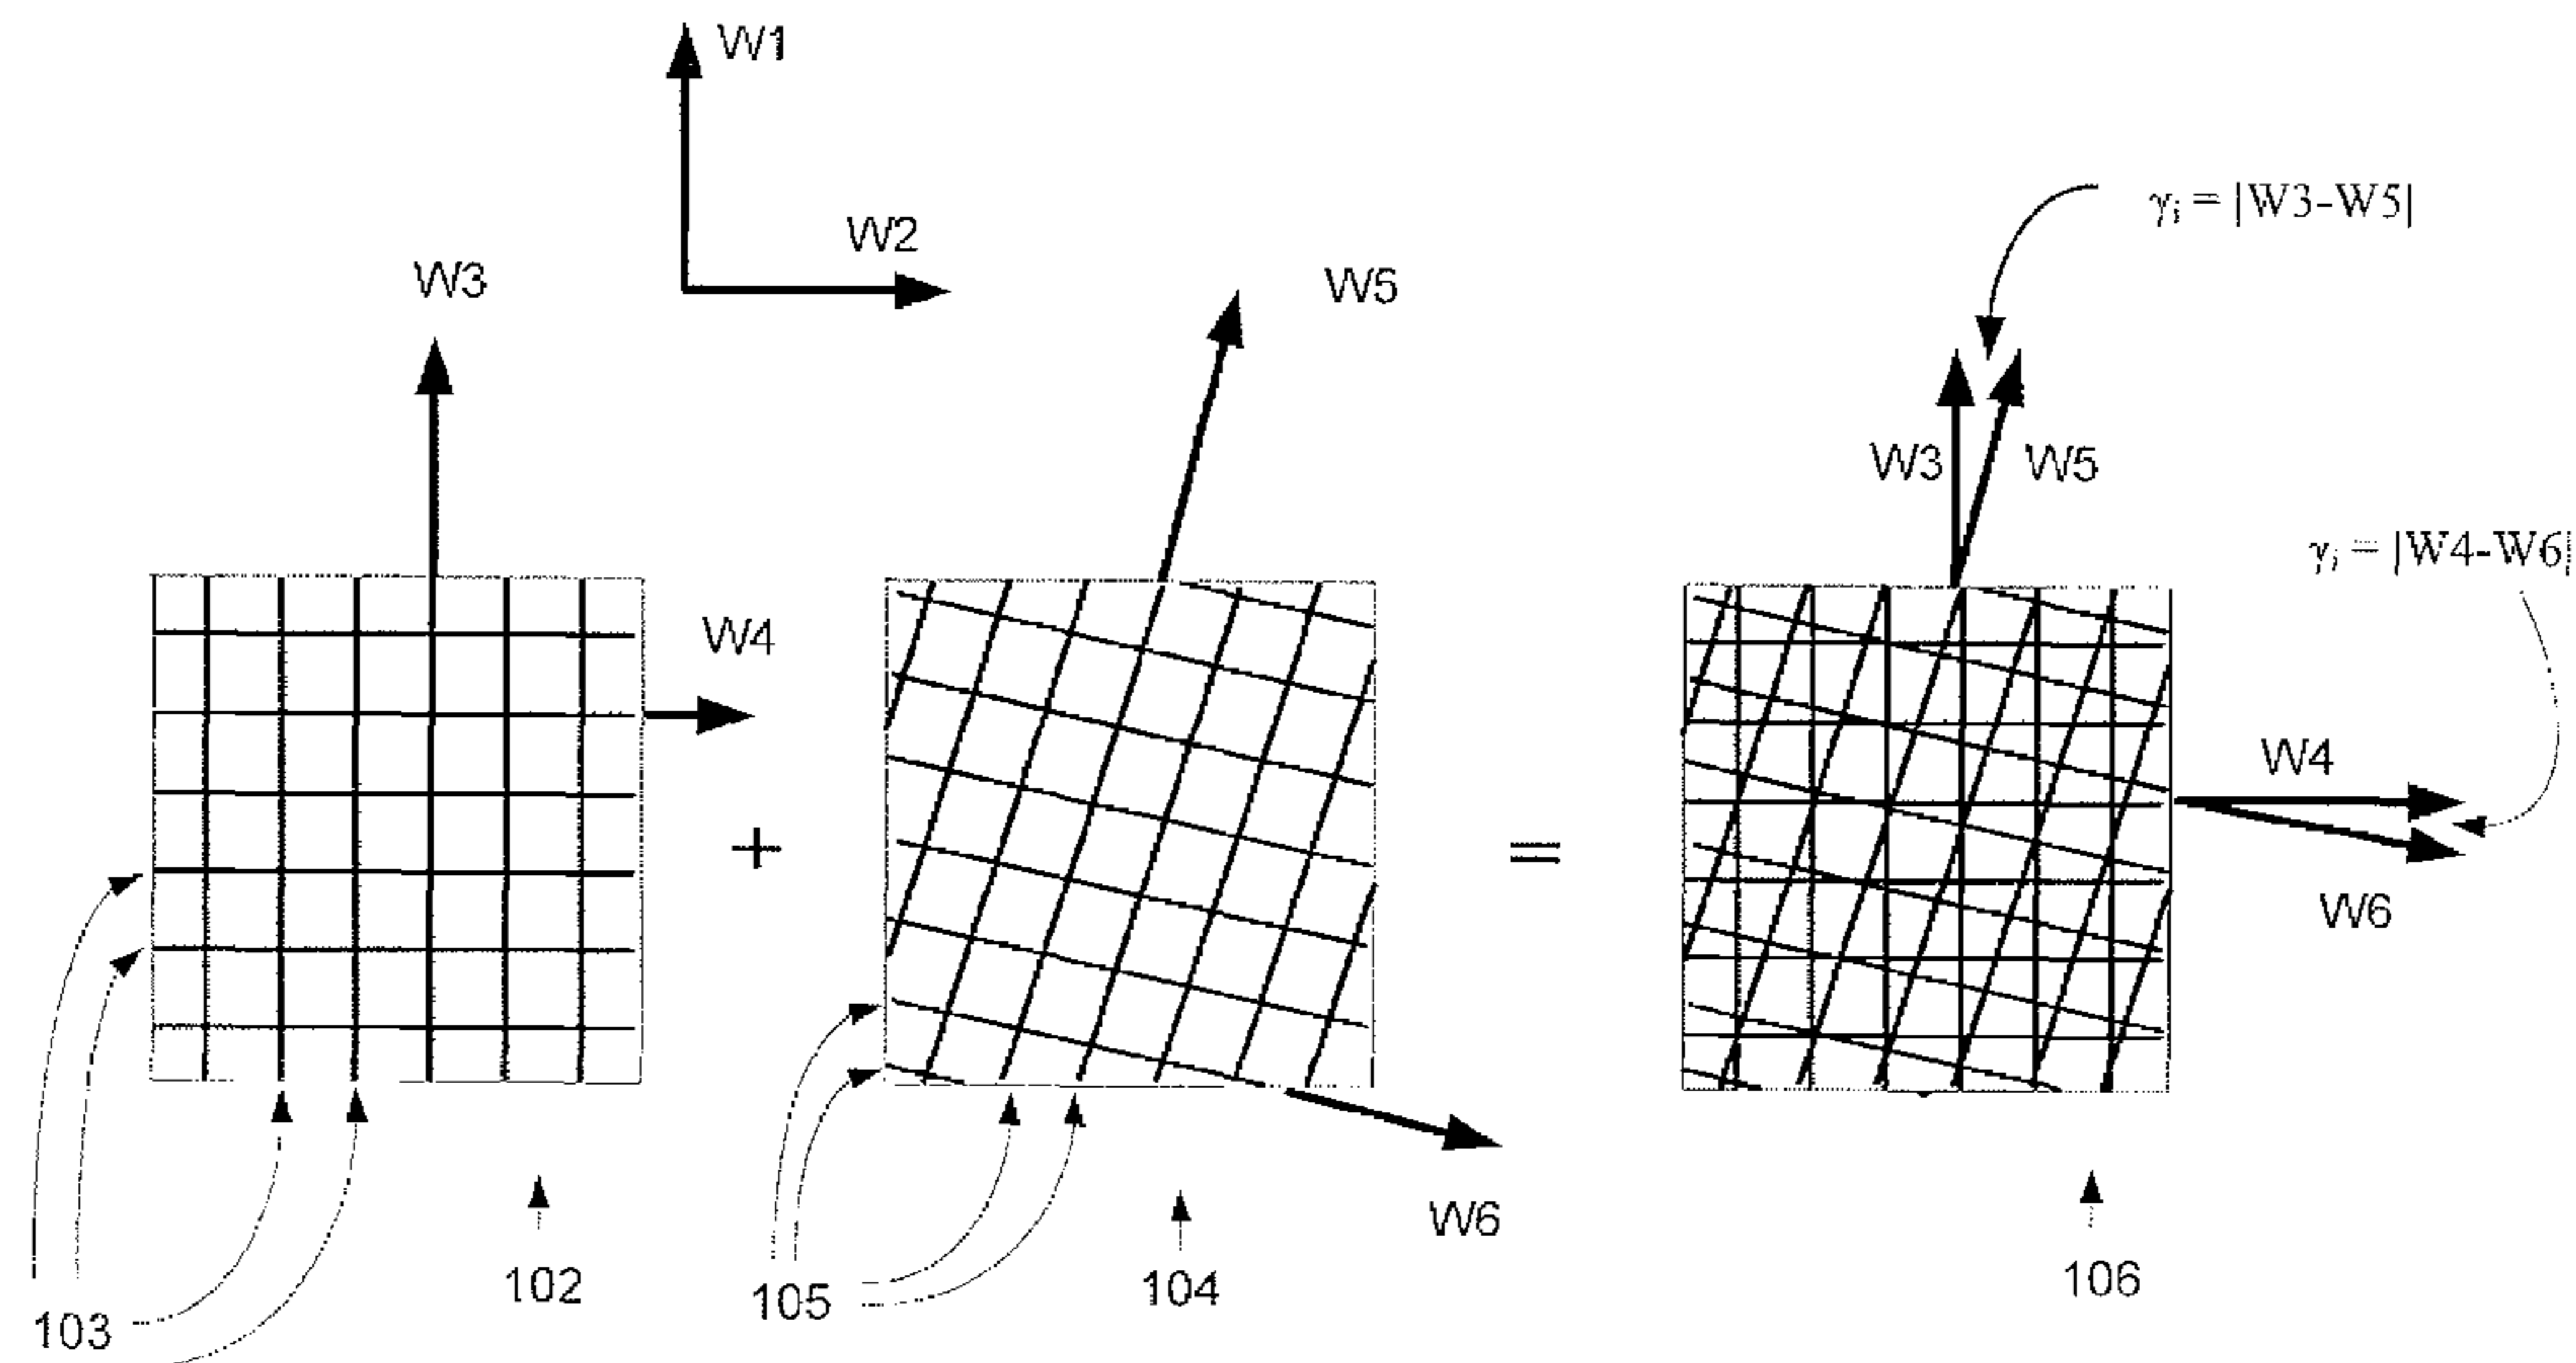 W1
γi = |W3-W5|
W2
W3
W5
W3
W5
γi = |W4-W6|
W4
W4
+
=
W6
W6
102
105
104
106
103